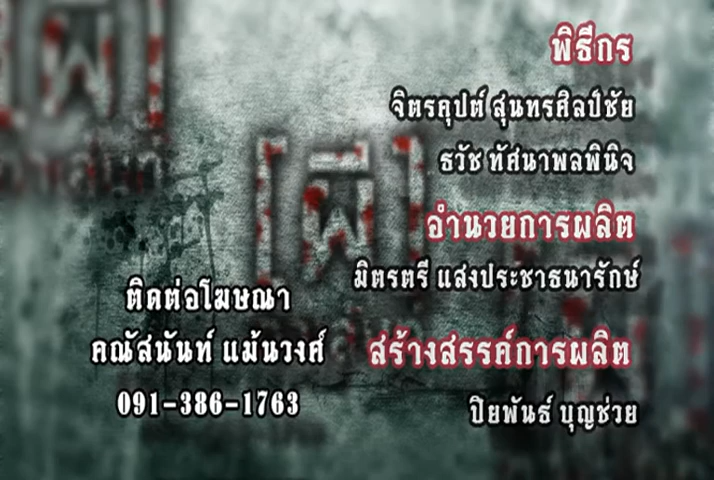 พิธีกร
จิตรคุปต์ สุนทรศิลป์ชัย
ธวัช ทัศนาพลพินิจ
อำนวยการผลิต
มิตรตรี แสงประชาธนารักษ์
สร้างสรรค์การผลิต
ปิยพันธ์ บุญช่วย
ติดต่อโฆษณา
คณัสนันท์ แม้นวงศ์
091-386-1763
[ผี]